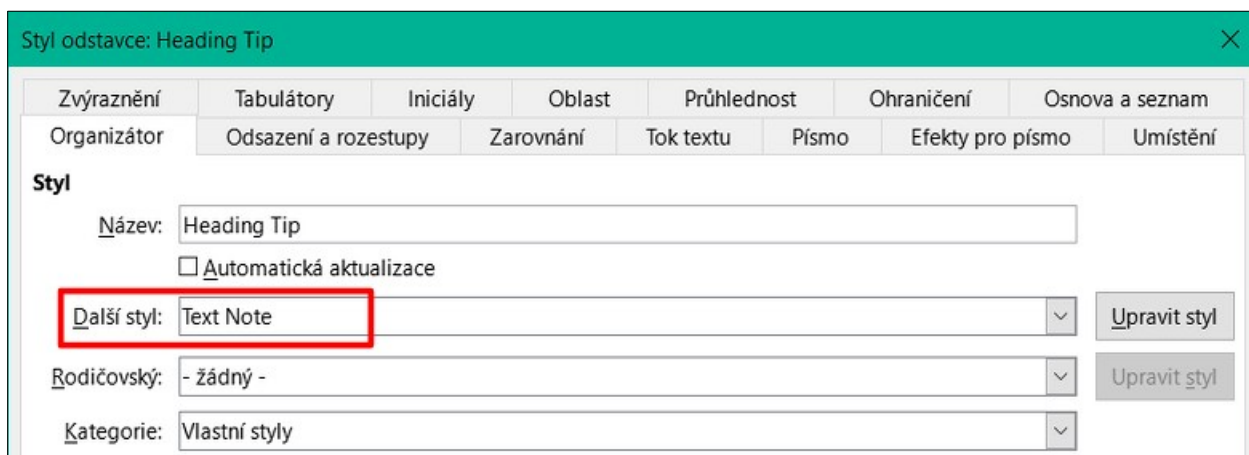 Styl odstavce: Heading Tip
Zvýraznění Tabulátory Iniciály Oblast Průhlednost Ohraničení Osnova a seznam
Organizátor Odsazení a rozestupy Zarovnání Tok textu Písmo Efekty pro písmo Umístění
Styl
Název: Heading Tip
Automatická aktualizace
Další styl: Text Note Upravit styl
Rodičovský: - žádný - Upravit styl
Kategorie: Vlastní styly